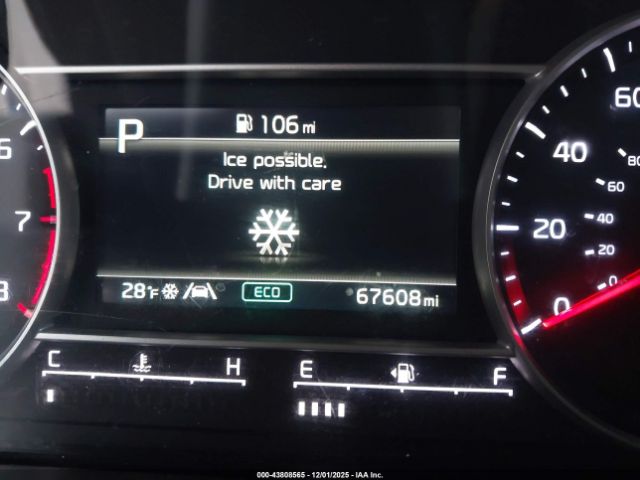 106 mi
P
Ice possible.
Drive with care
28°F ECO 67608 mi
C H E F
6
7
8
60
40
20
0
80
60
40
20
0
000-43808565 - 12/01/2025 - IAA Inc.